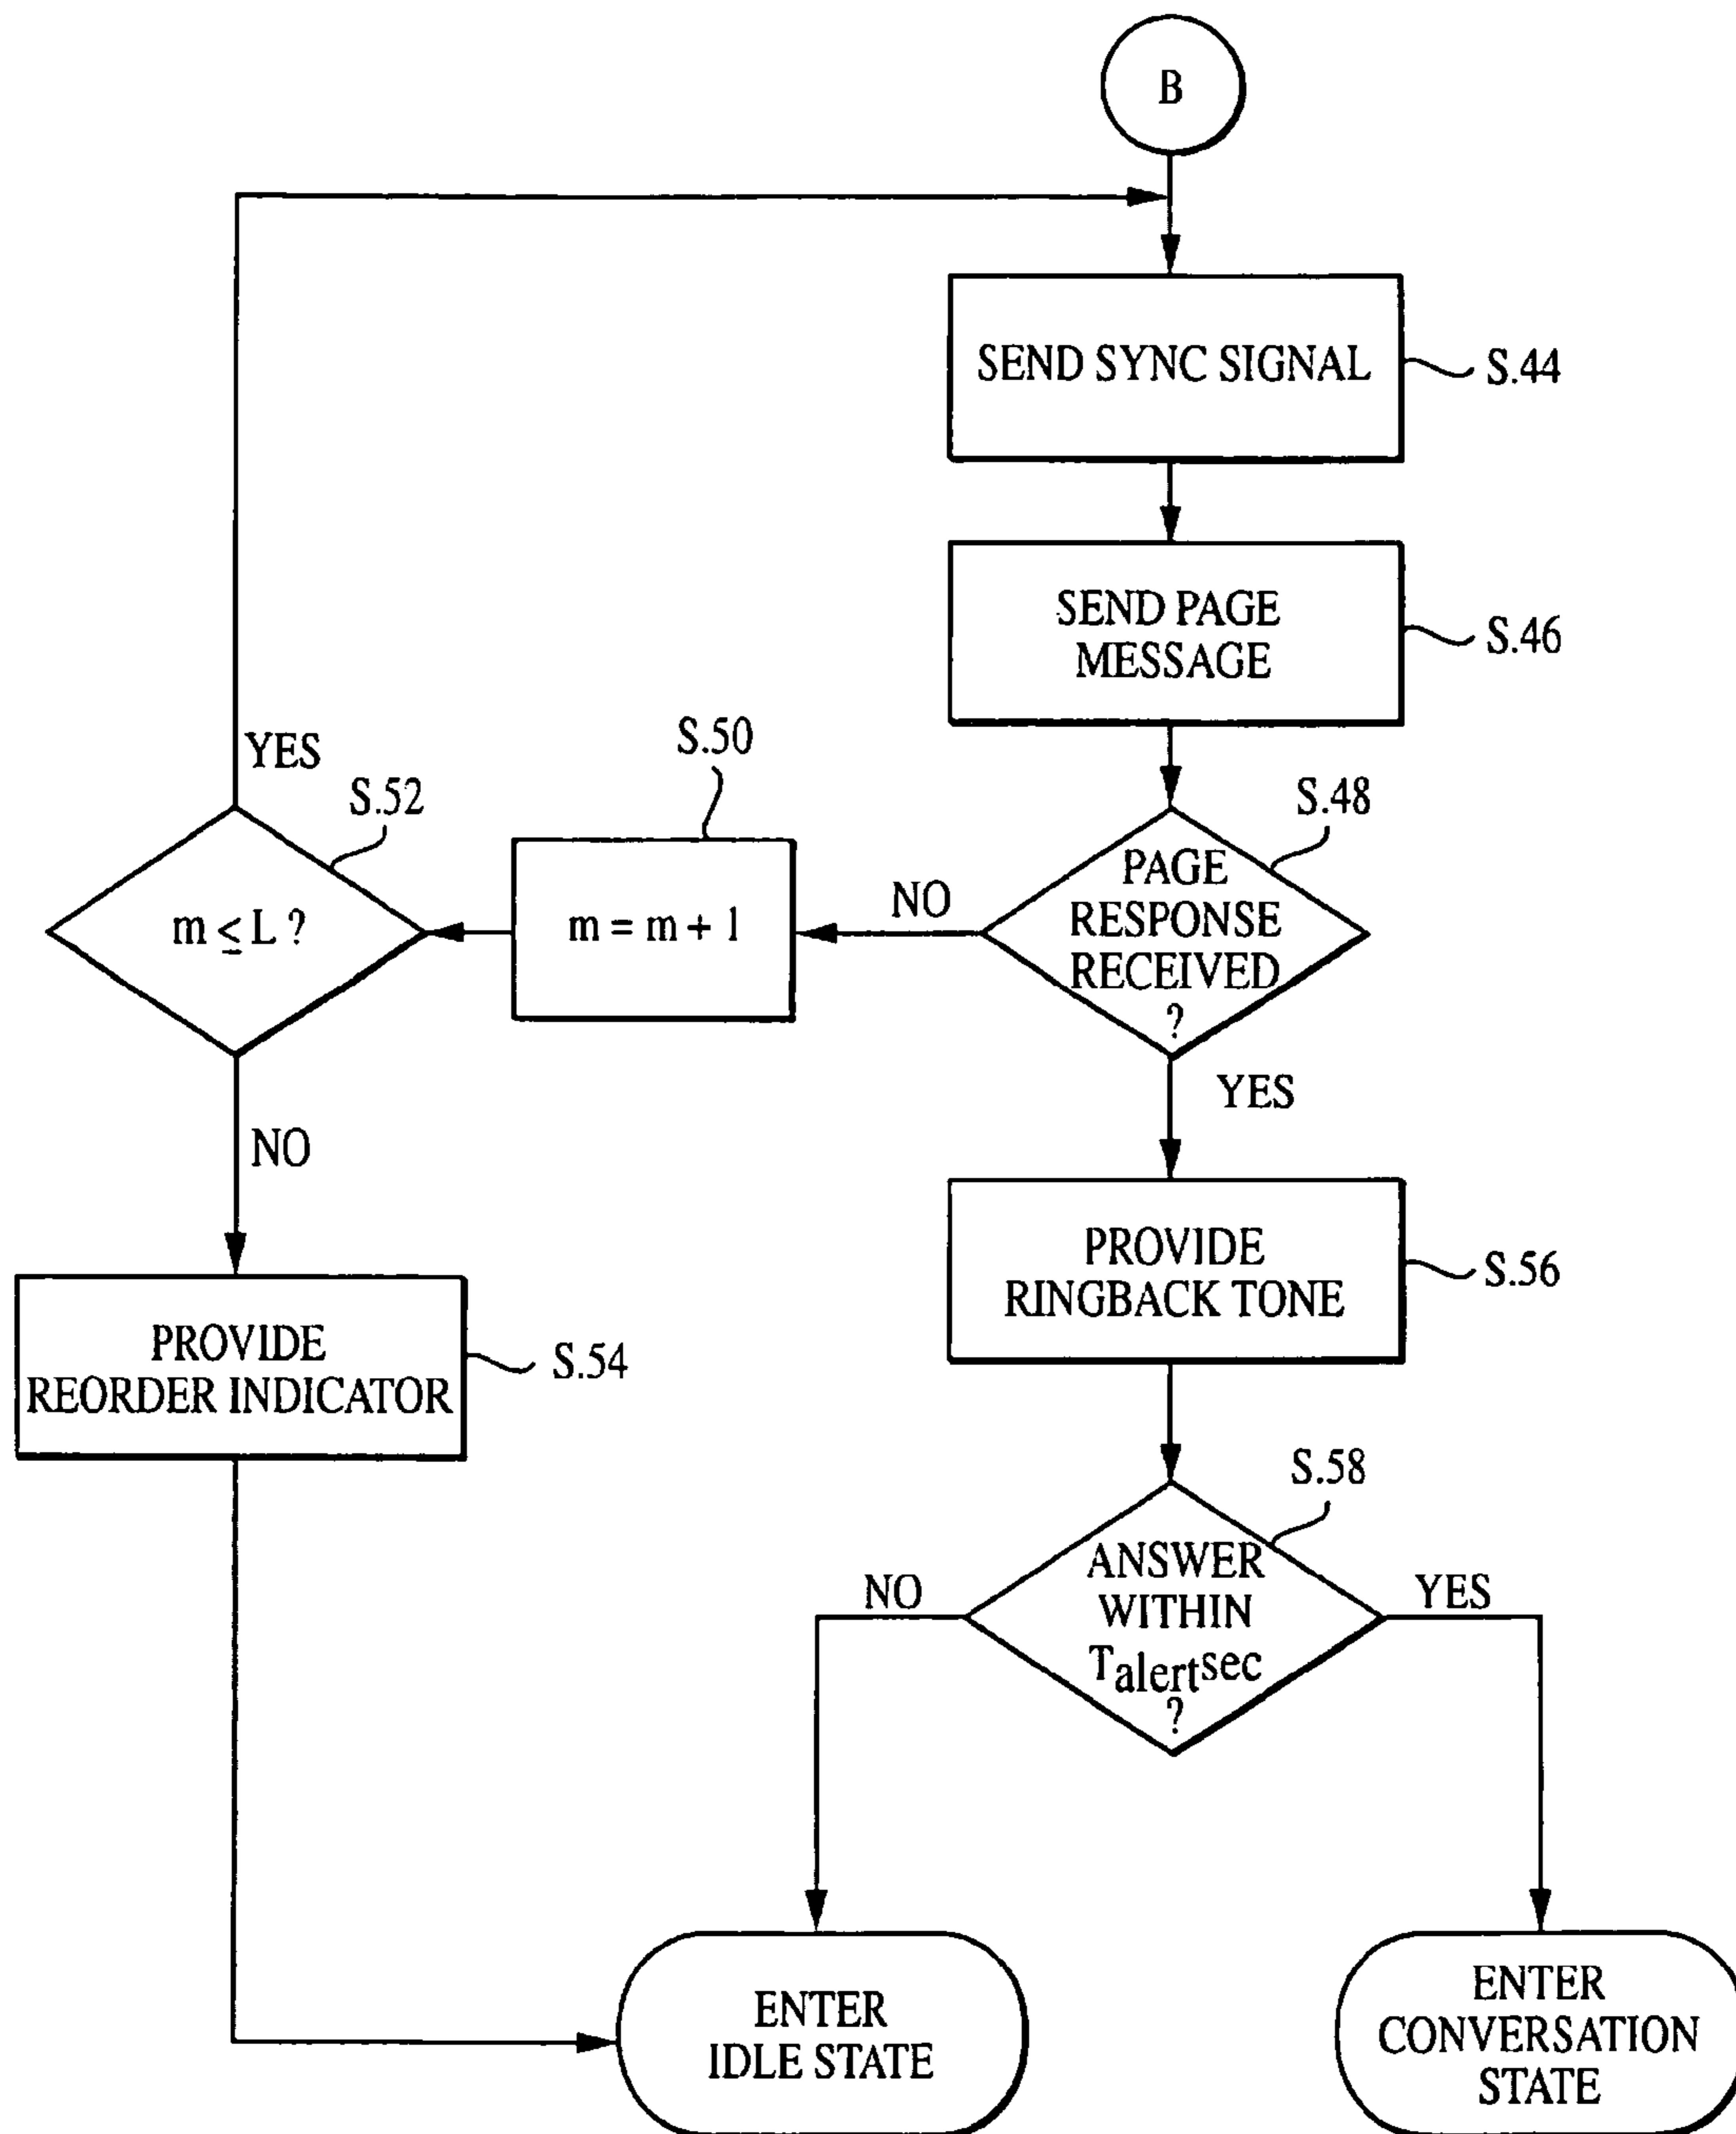 B
SEND SYNC SIGNAL
S.44
SEND PAGE
MESSAGE
S.46
YES
S.52
S.50
S.48
m ≤ L ?
m = m + 1
NO
PAGE
RESPONSE
RECEIVED
?
YES
NO
PROVIDE
RINGBACK TONE
S.56
PROVIDE
REORDER INDICATOR
S.54
S.58
NO
ANSWER
WITHIN
Talertsec
?
YES
ENTER
IDLE STATE
ENTER
CONVERSATION
STATE